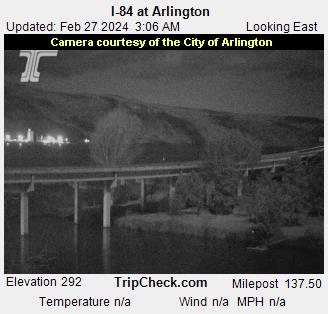 I-84 at Arlington
Updated: Feb 27 2024 3:06 AM Looking East
Camera courtesy of the City of Arlington
Elevation 292 TripCheck.com Milepost 137.50
Temperature n/a Wind n/a MPH n/a